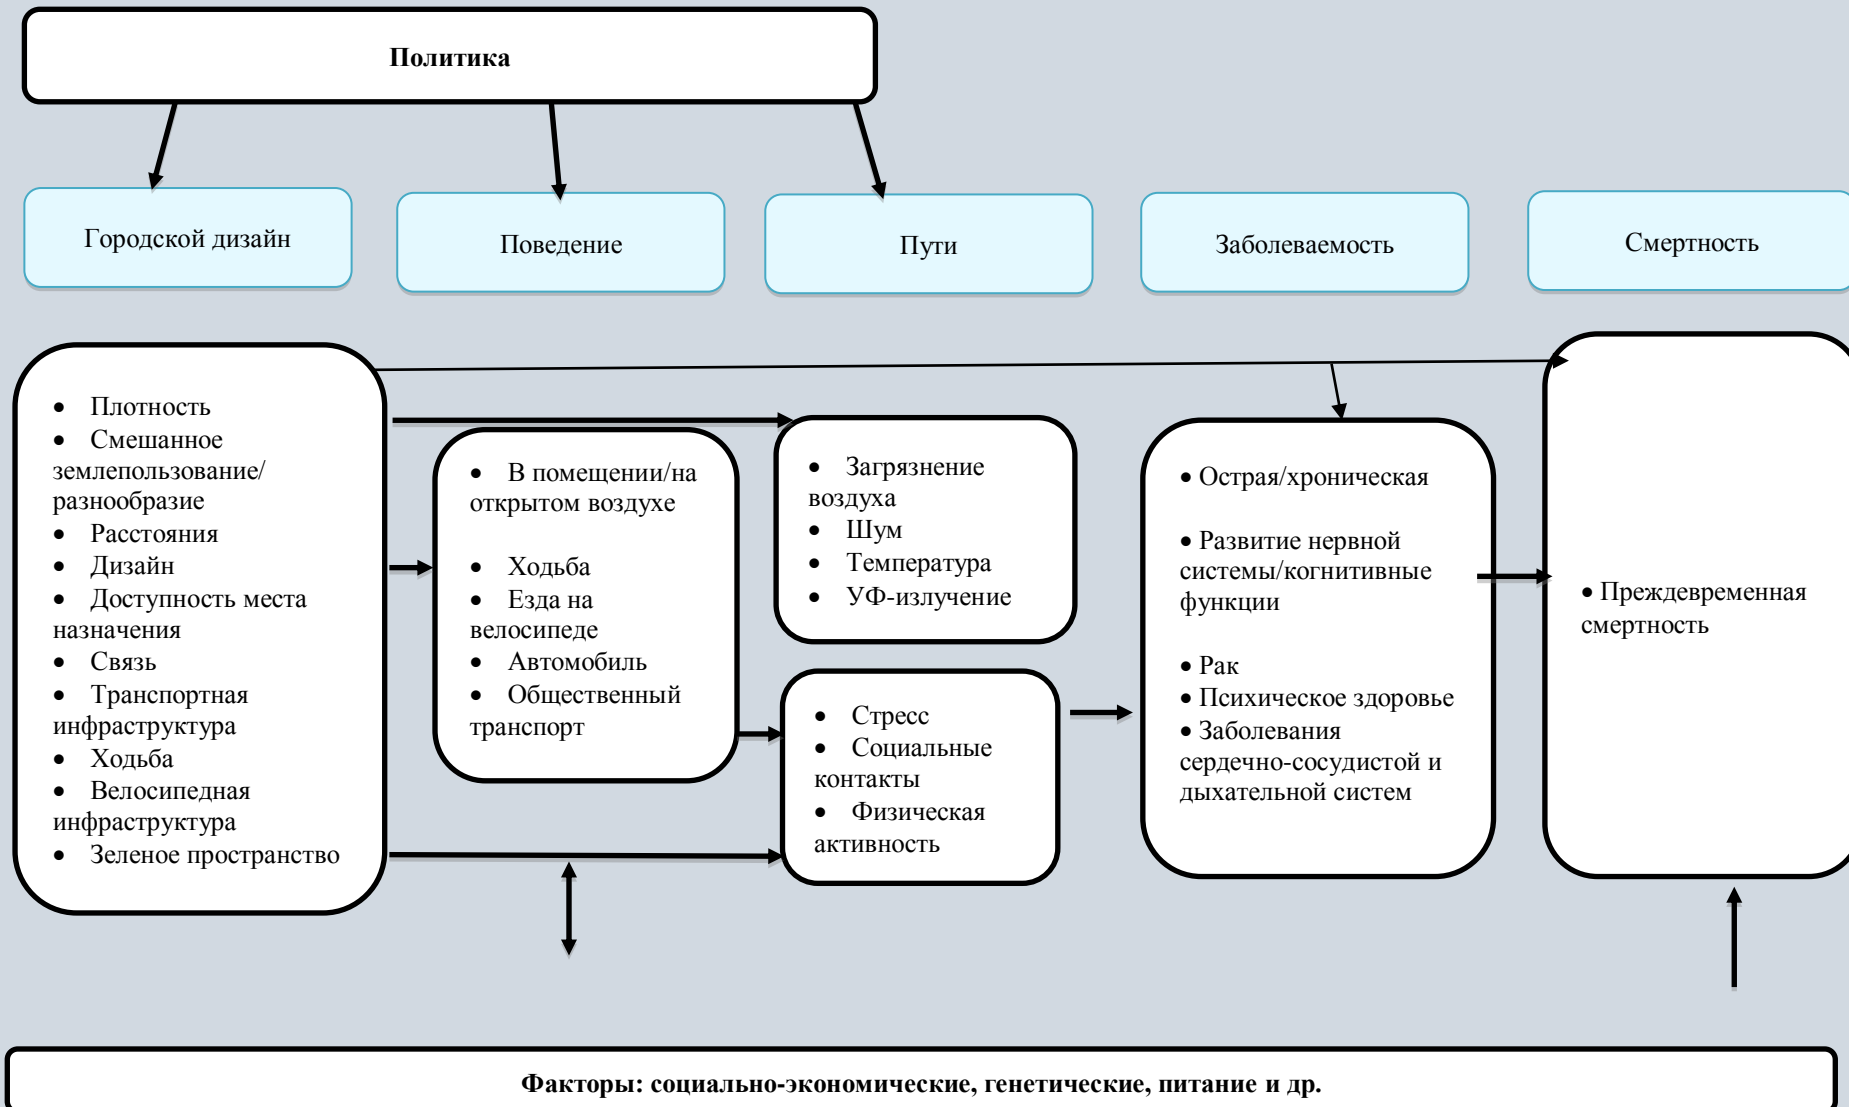 Политика
Городской дизайн
Поведение
Пути
Заболеваемость
Смертность
• Плотность
• Смешанное
землепользование/
разнообразие
• Расстояния
• Дизайн
• Доступность места
назначения
• Связь
• Транспортная
инфраструктура
• Ходьба
• Велосипедная
инфраструктура
• Зеленое пространство
• В помещении/на
открытом воздухе
• Ходьба
• Езда на
велосипеде
• Автомобиль
• Общественный
транспорт
• Загрязнение
воздуха
• Шум
• Температура
• УФ-излучение
• Стресс
• Социальные
контакты
• Физическая
активность
• Острая/хроническая
• Развитие нервной
системы/когнитивные
функции
• Рак
• Психическое здоровье
• Заболевания
сердечно-сосудистой и
дыхательной систем
• Преждевременная
смертность
Факторы: социально-экономические, генетические, питание и др.